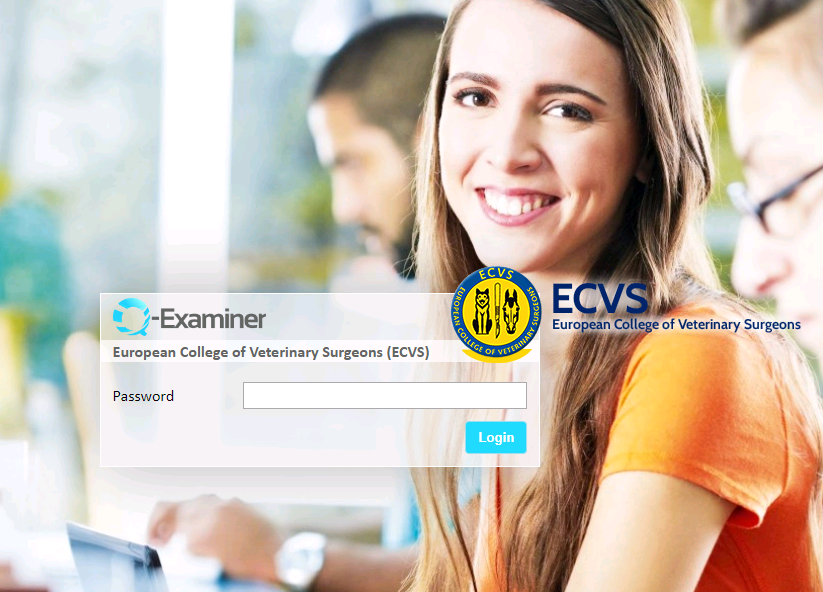 ECVS
EUROPEAN COLLEGE OF VETERINARY SURGEONS
ECVS
European College of Veterinary Surgeons
-Examiner
European College of Veterinary Surgeons (ECVS)
Password
Login